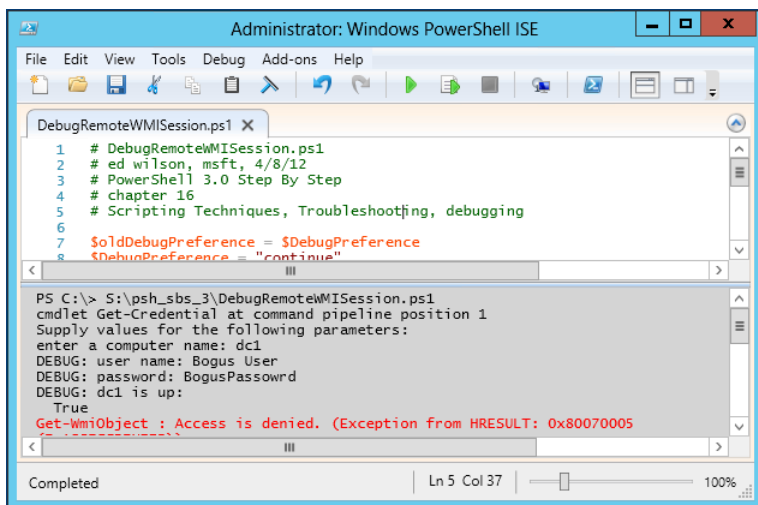 Administrator: Windows PowerShell ISE
File Edit View Tools Debug Add-ons Help
DebugRemoteWMISession.ps1
1 # DebugRemoteWMISession.ps1
2 # ed wilson, msft, 4/8/12
3 # PowerShell 3.0 Step By Step
4 # chapter 16
5 # Scripting Techniques, Troubleshooting, debugging
6
7 $oldDebugPreference = $DebugPreference
8 $DebugPreference = "continue"
PS C:\> S:\psh_sbs_3\DebugRemoteWMISession.ps1
cmdlet Get-Credential at command pipeline position 1
Supply values for the following parameters:
enter a computer name: dc1
DEBUG: user name: Bogus User
DEBUG: password: BogusPassowrd
DEBUG: dc1 is up:
True
Get-WmiObject : Access is denied. (Exception from HRESULT: 0x80070005
Completed
Ln 5 Col 37
100%